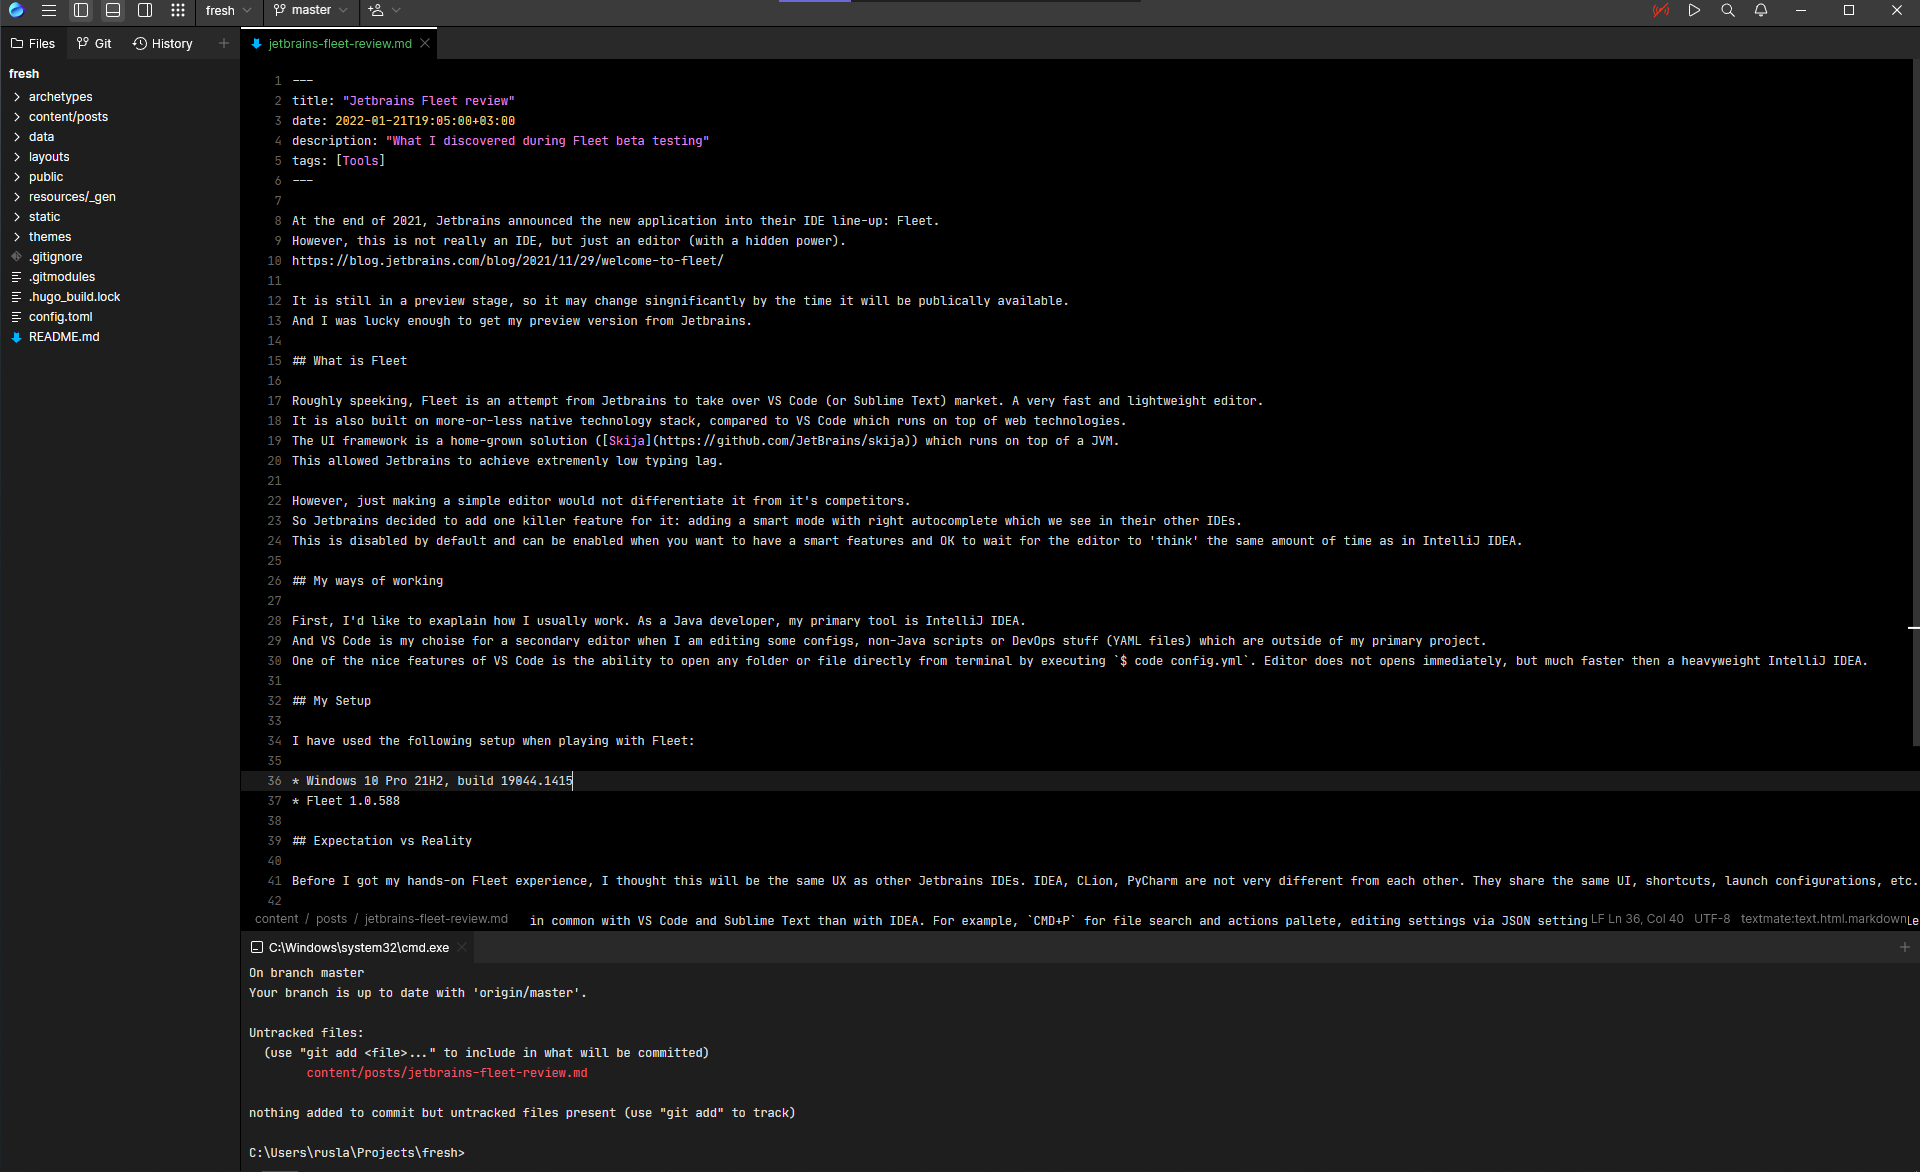 fresh
master
Files
Git
History
jetbrains-fleet-review.md
fresh
archetypes
content/posts
data
layouts
public
resources/_gen
static
themes
.gitignore
.gitmodules
.hugo_build.lock
config.toml
README.md
1 ---
2 title: "Jetbrains Fleet review"
3 date: 2022-01-21T19:05:00+03:00
4 description: "What I discovered during Fleet beta testing"
5 tags: [Tools]
6 ---
7
8 At the end of 2021, Jetbrains announced the new application into their IDE line-up: Fleet.
9 However, this is not really an IDE, but just an editor (with a hidden power).
10 https://blog.jetbrains.com/blog/2021/11/29/welcome-to-fleet/
11
12 It is still in a preview stage, so it may change singnificantly by the time it will be publically available.
13 And I was lucky enough to get my preview version from Jetbrains.
14
15 ## What is Fleet
16
17 Roughly speeking, Fleet is an attempt from Jetbrains to take over VS Code (or Sublime Text) market. A very fast and lightweight editor.
18 It is also built on more-or-less native technology stack, compared to VS Code which runs on top of web technologies.
19 The UI framework is a home-grown solution ([Skija](https://github.com/JetBrains/skija)) which runs on top of a JVM.
20 This allowed Jetbrains to achieve extremenly low typing lag.
21
22 However, just making a simple editor would not differentiate it from it's competitors.
23 So Jetbrains decided to add one killer feature for it: adding a smart mode with right autocomplete which we see in their other IDEs.
24 This is disabled by default and can be enabled when you want to have a smart features and OK to wait for the editor to 'think' the same amount of time as in IntelliJ IDEA.
25
26 ## My ways of working
27
28 First, I'd like to exaplain how I usually work. As a Java developer, my primary tool is IntelliJ IDEA.
29 And VS Code is my choise for a secondary editor when I am editing some configs, non-Java scripts or DevOps stuff (YAML files) which are outside of my primary project.
30 One of the nice features of VS Code is the ability to open any folder or file directly from terminal by executing `$ code config.yml`. Editor does not opens immediately, but much faster then a heavyweight IntelliJ IDEA.
31
32 ## My Setup
33
34 I have used the following setup when playing with Fleet:
35
36 * Windows 10 Pro 21H2, build 19044.1415
37 * Fleet 1.0.588
38
39 ## Expectation vs Reality
40
41 Before I got my hands-on Fleet experience, I thought this will be the same UX as other Jetbrains IDEs. IDEA, CLion, PyCharm are not very different from each other. They share the same UI, shortcuts, launch configurations, etc.
42
content / posts / jetbrains-fleet-review.md in common with VS Code and Sublime Text than with IDEA. For example, `CMD+P` for file search and actions pallete, editing settings via JSON setting LF Ln 36, Col 40 UTF-8 textmate:text.html.markdown
C:\Windows\system32\cmd.exe
On branch master
Your branch is up to date with 'origin/master'.
Untracked files:
(use "git add <file>..." to include in what will be committed)
content/posts/jetbrains-fleet-review.md
nothing added to commit but untracked files present (use "git add" to track)
C:\Users\rusla\Projects\fresh>